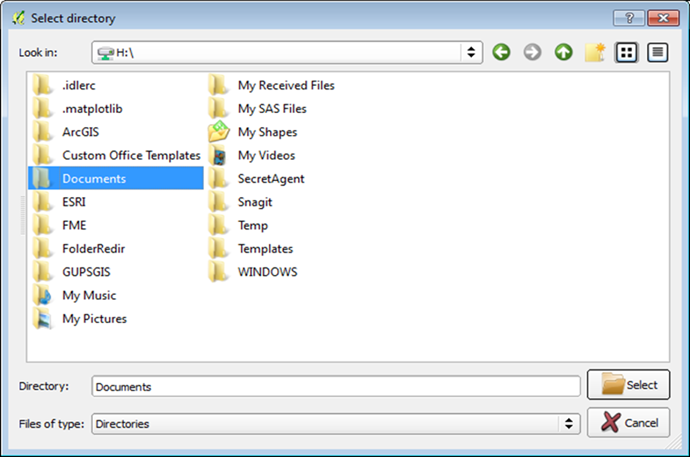 Select directory
Look in:
H:\
.idlerc
.matplotlib
ArcGIS
Custom Office Templates
Documents
ESRI
FME
FolderRedir
GUPSGIS
My Music
My Pictures
My Received Files
My SAS Files
My Shapes
My Videos
SecretAgent
Snagit
Temp
Templates
WINDOWS
Directory:
Documents
Select
Files of type:
Directories
Cancel